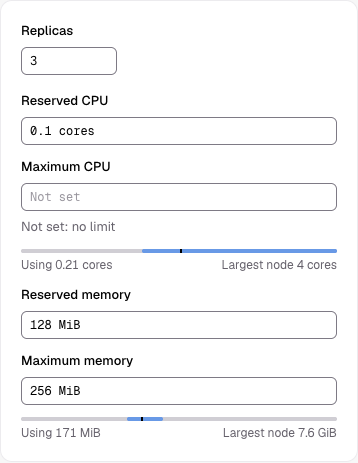 Replicas
3
Reserved CPU
0.1 cores
Maximum CPU
Not set
Not set: no limit
Using 0.21 cores
Largest node 4 cores
Reserved memory
128 MiB
Maximum memory
256 MiB
Using 171 MiB
Largest node 7.6 GiB